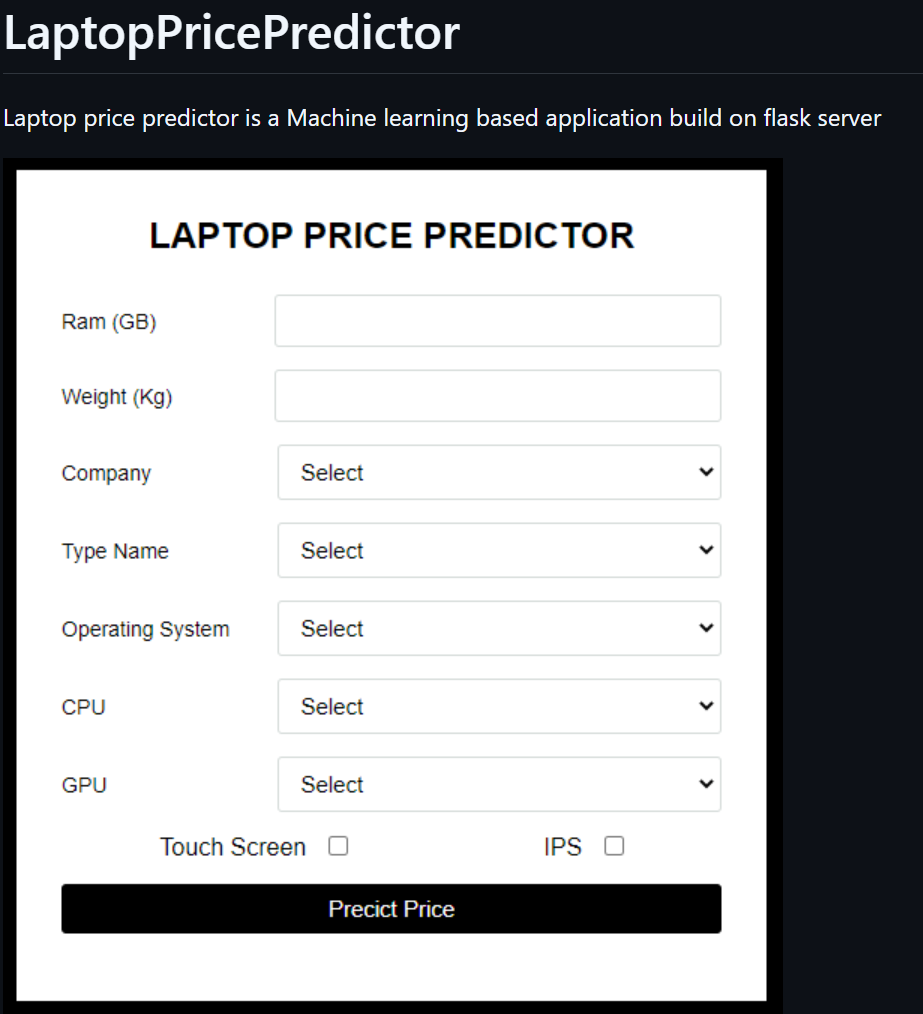 LaptopPricePredictor
Laptop price predictor is a Machine learning based application build on flask server
LAPTOP PRICE PREDICTOR
Ram (GB)
Weight (Kg)
Company Select
Type Name Select
Operating System Select
CPU Select
GPU Select
Touch Screen IPS
Precict Price